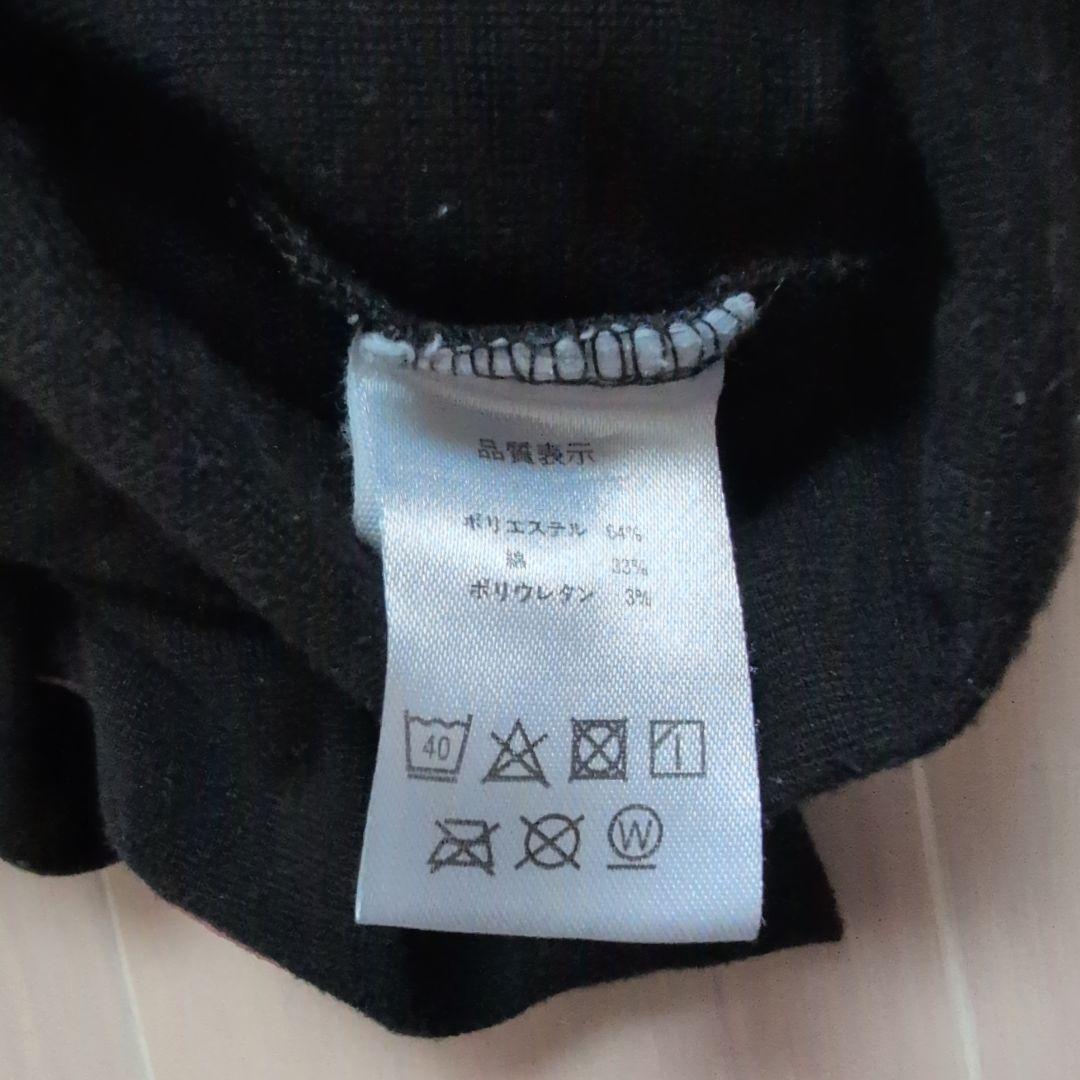 品質表示
ポリエステル 64%
綿 33%
ポリウレタン 3%
40
W